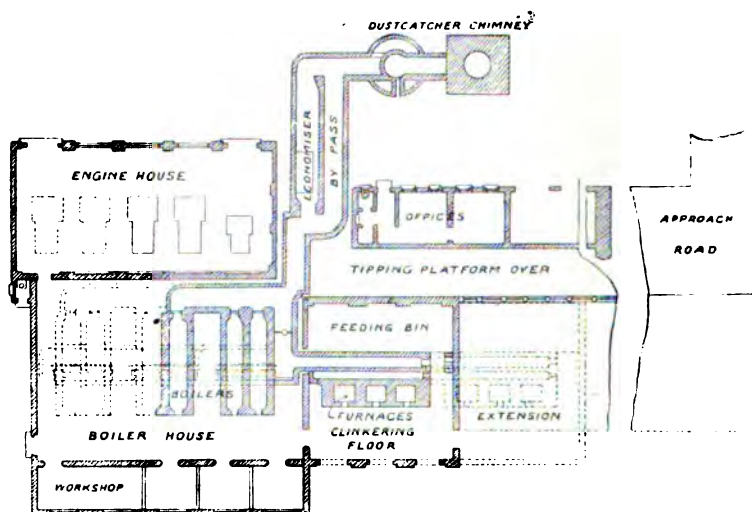 DUSTCATCHER CHIMNEY
ECONOMISER
BY PASS
ENGINE HOUSE
OFFICES
APPROACH
ROAD
TIPPING PLATFORM OVER
FEEDING BIN
BOILERS
FURNACES
EXTENSION
BOILER HOUSE
CLINKERING
FLOOR
WORKSHOP